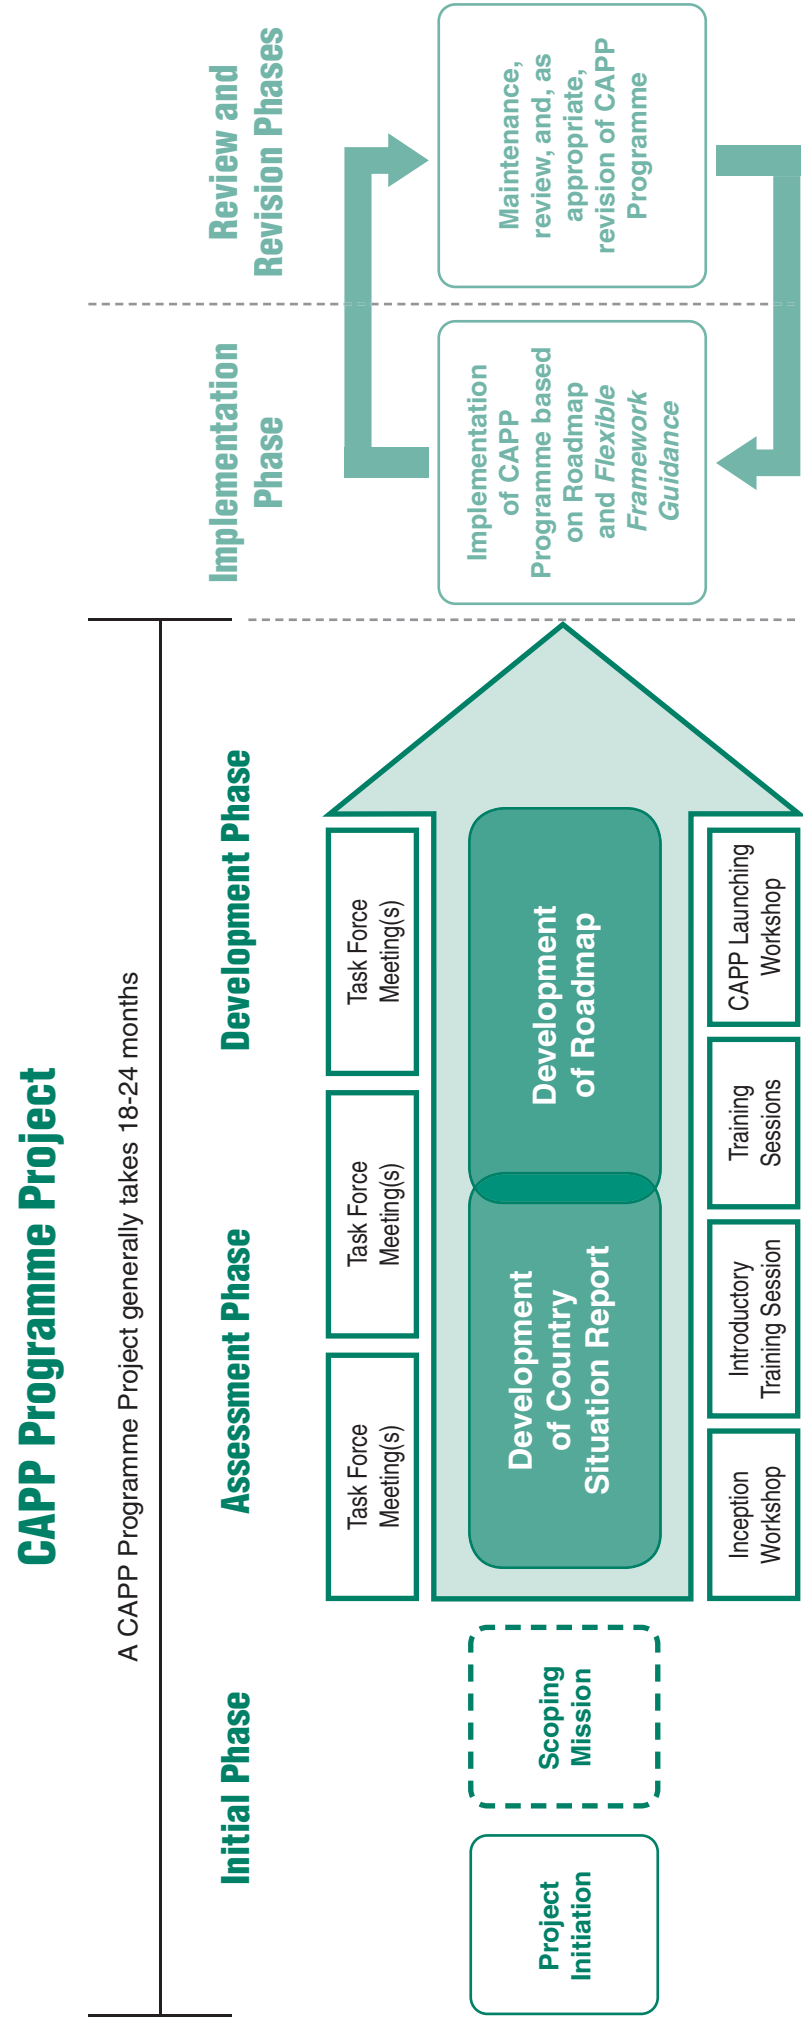 CAPP Programme Project
A CAPP Programme Project generally takes 18-24 months
Initial Phase
Assessment Phase
Development Phase
Implementation
Phase
Review and
Revision Phases
Project
Initiation
Scoping
Mission
Task Force
Meeting(s)
Task Force
Meeting(s)
Task Force
Meeting(s)
Development
of Country
Situation Report
Development
of Roadmap
Inception
Workshop
Introductory
Training Session
Training
Sessions
CAPP Launching
Workshop
Implementation
of CAPP
Programme based
on Roadmap
and Flexible
Framework
Guidance
Maintenance,
review, and, as
appropriate,
revision of CAPP
Programme